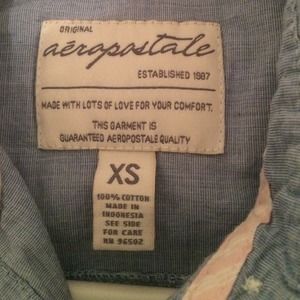 ORIGINAL
aéropostale
ESTABLISHED 1987
MADE WITH LOTS OF LOVE FOR YOUR COMFORT.
THIS GARMENT IS
GUARANTEED AEROPOSTALE QUALITY
XS
100% COTTON
MADE IN
INDONESIA
SEE SIDE
FOR CARE
RN 96502